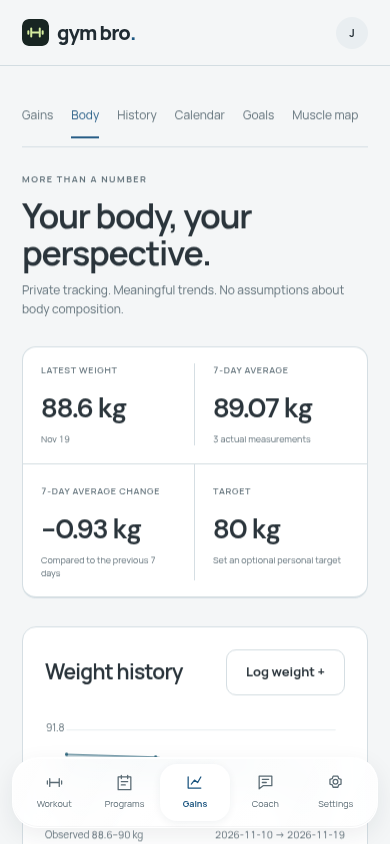 gym bro.
J
Gains Body History Calendar Goals Muscle map
MORE THAN A NUMBER
Your body, your
perspective.
Private tracking. Meaningful trends. No assumptions about
body composition.
LATEST WEIGHT
88.6 kg
Nov 19
7-DAY AVERAGE
89.07 kg
3 actual measurements
7-DAY AVERAGE CHANGE
−0.93 kg
Compared to the previous 7
days
TARGET
80 kg
Set an optional personal target
Weight history
Log weight +
91.8
Workout Programs Gains Coach Settings
Observed 88.6–90 kg
2026-11-10 → 2026-11-19